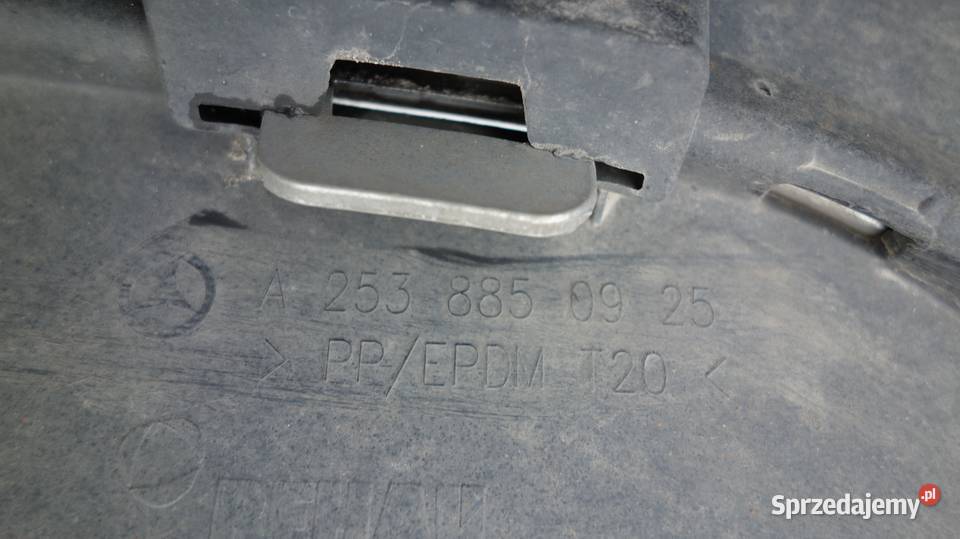 A 253 885 09 25
> PP/EPDM T20 <
Sprzedajemy.pl